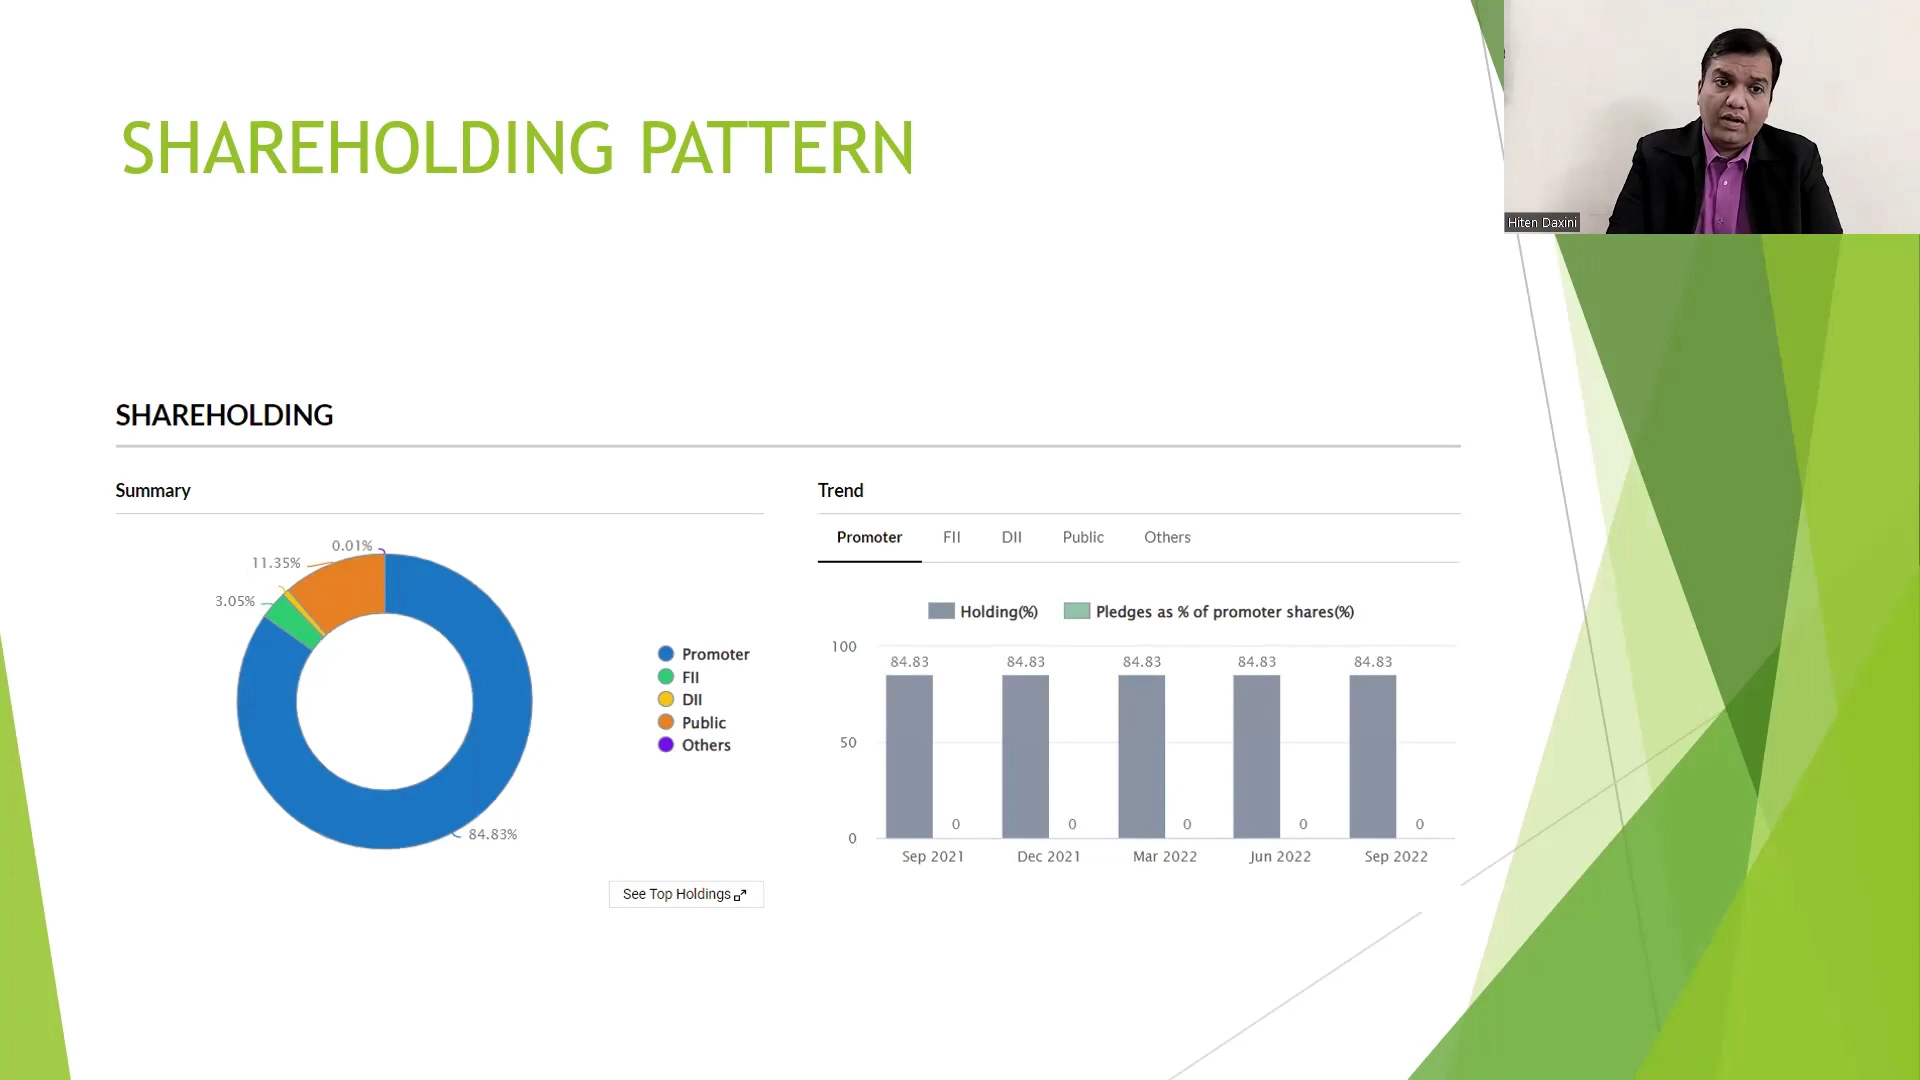 SHAREHOLDING PATTERN
Hiten Daxini
SHAREHOLDING
Summary
0.01%
11.35%
3.05%
84.83%
Promoter
FII
DII
Public
Others
See Top Holdings
Trend
Promoter FII DII Public Others
Holding(%) Pledges as % of promoter shares(%)
100
50
0
84.83 84.83 84.83 84.83 84.83
0 0 0 0 0
Sep 2021 Dec 2021 Mar 2022 Jun 2022 Sep 2022